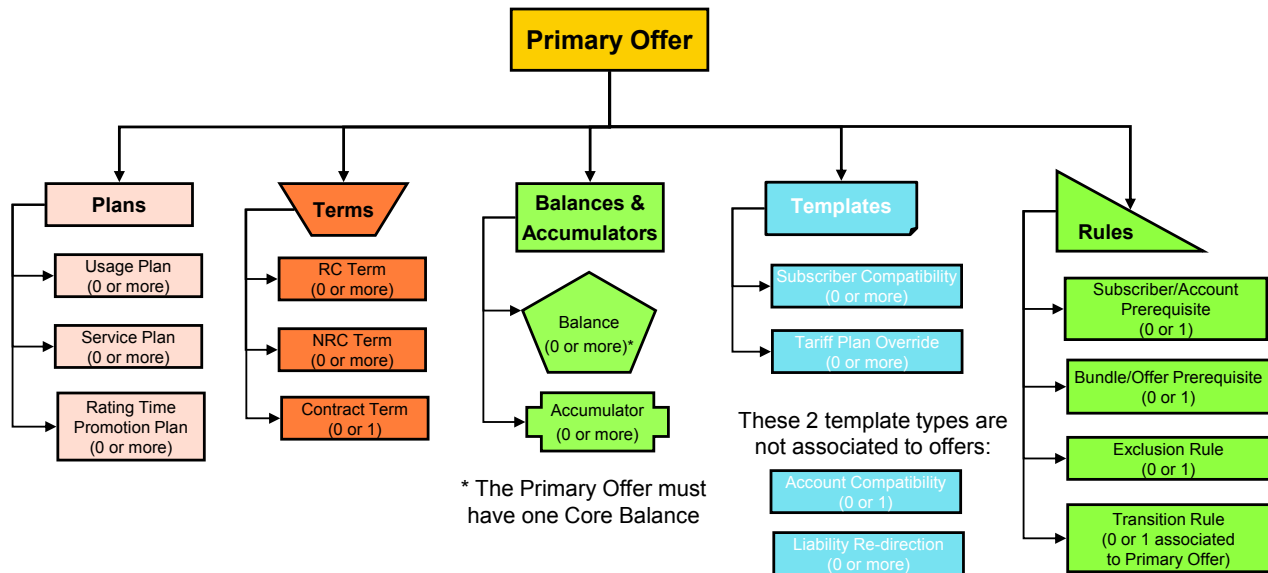 Primary Offer
Plans
Usage Plan
(0 or more)
Service Plan
(0 or more)
Rating Time
Promotion Plan
(0 or more)
Terms
RC Term
(0 or more)
NRC Term
(0 or more)
Contract Term
(0 or 1)
Balances &
Accumulators
Balance
(0 or more)*
Accumulator
(0 or more)
* The Primary Offer must
have one Core Balance
Templates
Subscriber Compatibility
(0 or more)
Tariff Plan Override
(0 or more)
These 2 template types are
not associated to offers:
Account Compatibility
(0 or 1)
Liability Re-direction
(0 or more)
Rules
Subscriber/Account
Prerequisite
(0 or 1)
Bundle/Offer Prerequisite
(0 or 1)
Exclusion Rule
(0 or 1)
Transition Rule
(0 or 1 associated
to Primary Offer)